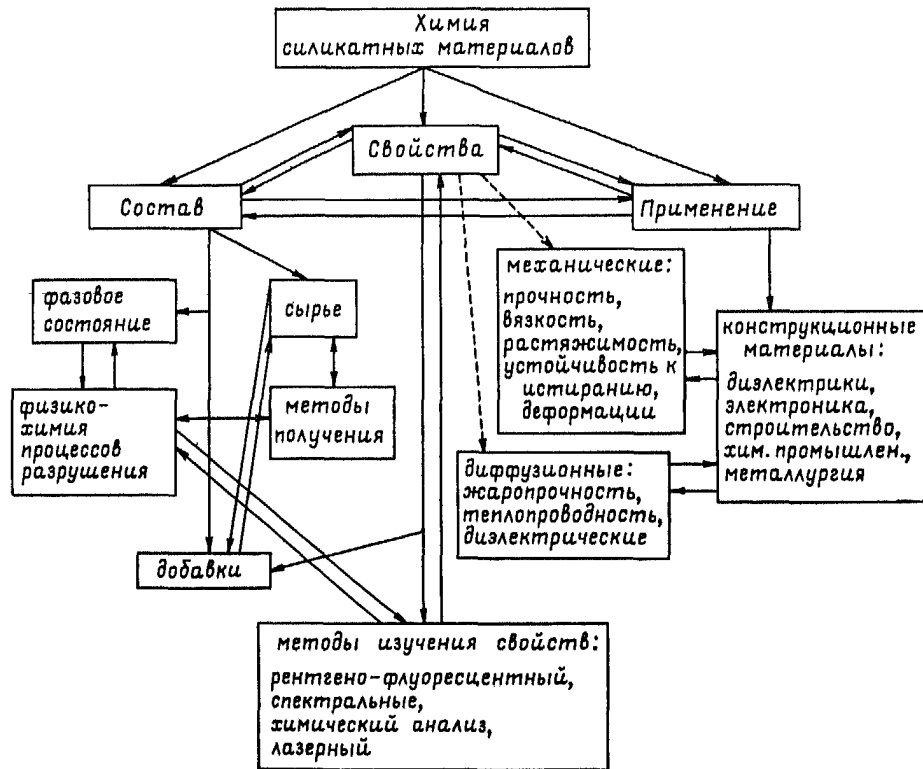 Химия
силикатных материалов
Свойства
Состав
Применение
фазовое
состояние
сырье
механические:
прочность,
вязкость,
растяжимость,
устойчивость к
истиранию,
деформации
конструкционные
материалы:
диэлектрики,
электроника,
строительство,
хим. промышлен.,
металлургия
физико-
химия
процессов
разрушения
методы
получения
диффузионные:
жаропрочность,
теплопроводность,
диэлектрические
добавки
методы изучения свойств:
рентгено-флуоресцентный,
спектральные,
химический анализ,
лазерный